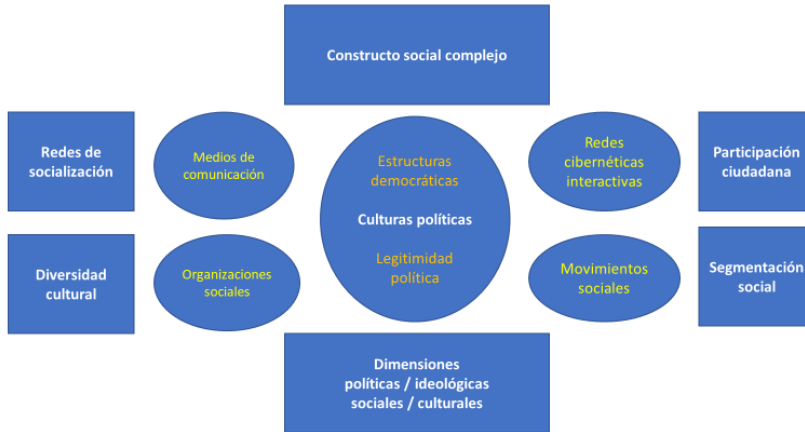 Constructo social complejo
Redes de
socialización
Medios de
comunicación
Estructuras
democráticas
Culturas políticas
Legitimidad
política
Redes
cibernéticas
interactivas
Participación
ciudadana
Diversidad
cultural
Organizaciones
sociales
Movimientos
sociales
Segmentación
social
Dimensiones
políticas / ideológicas
sociales / culturales